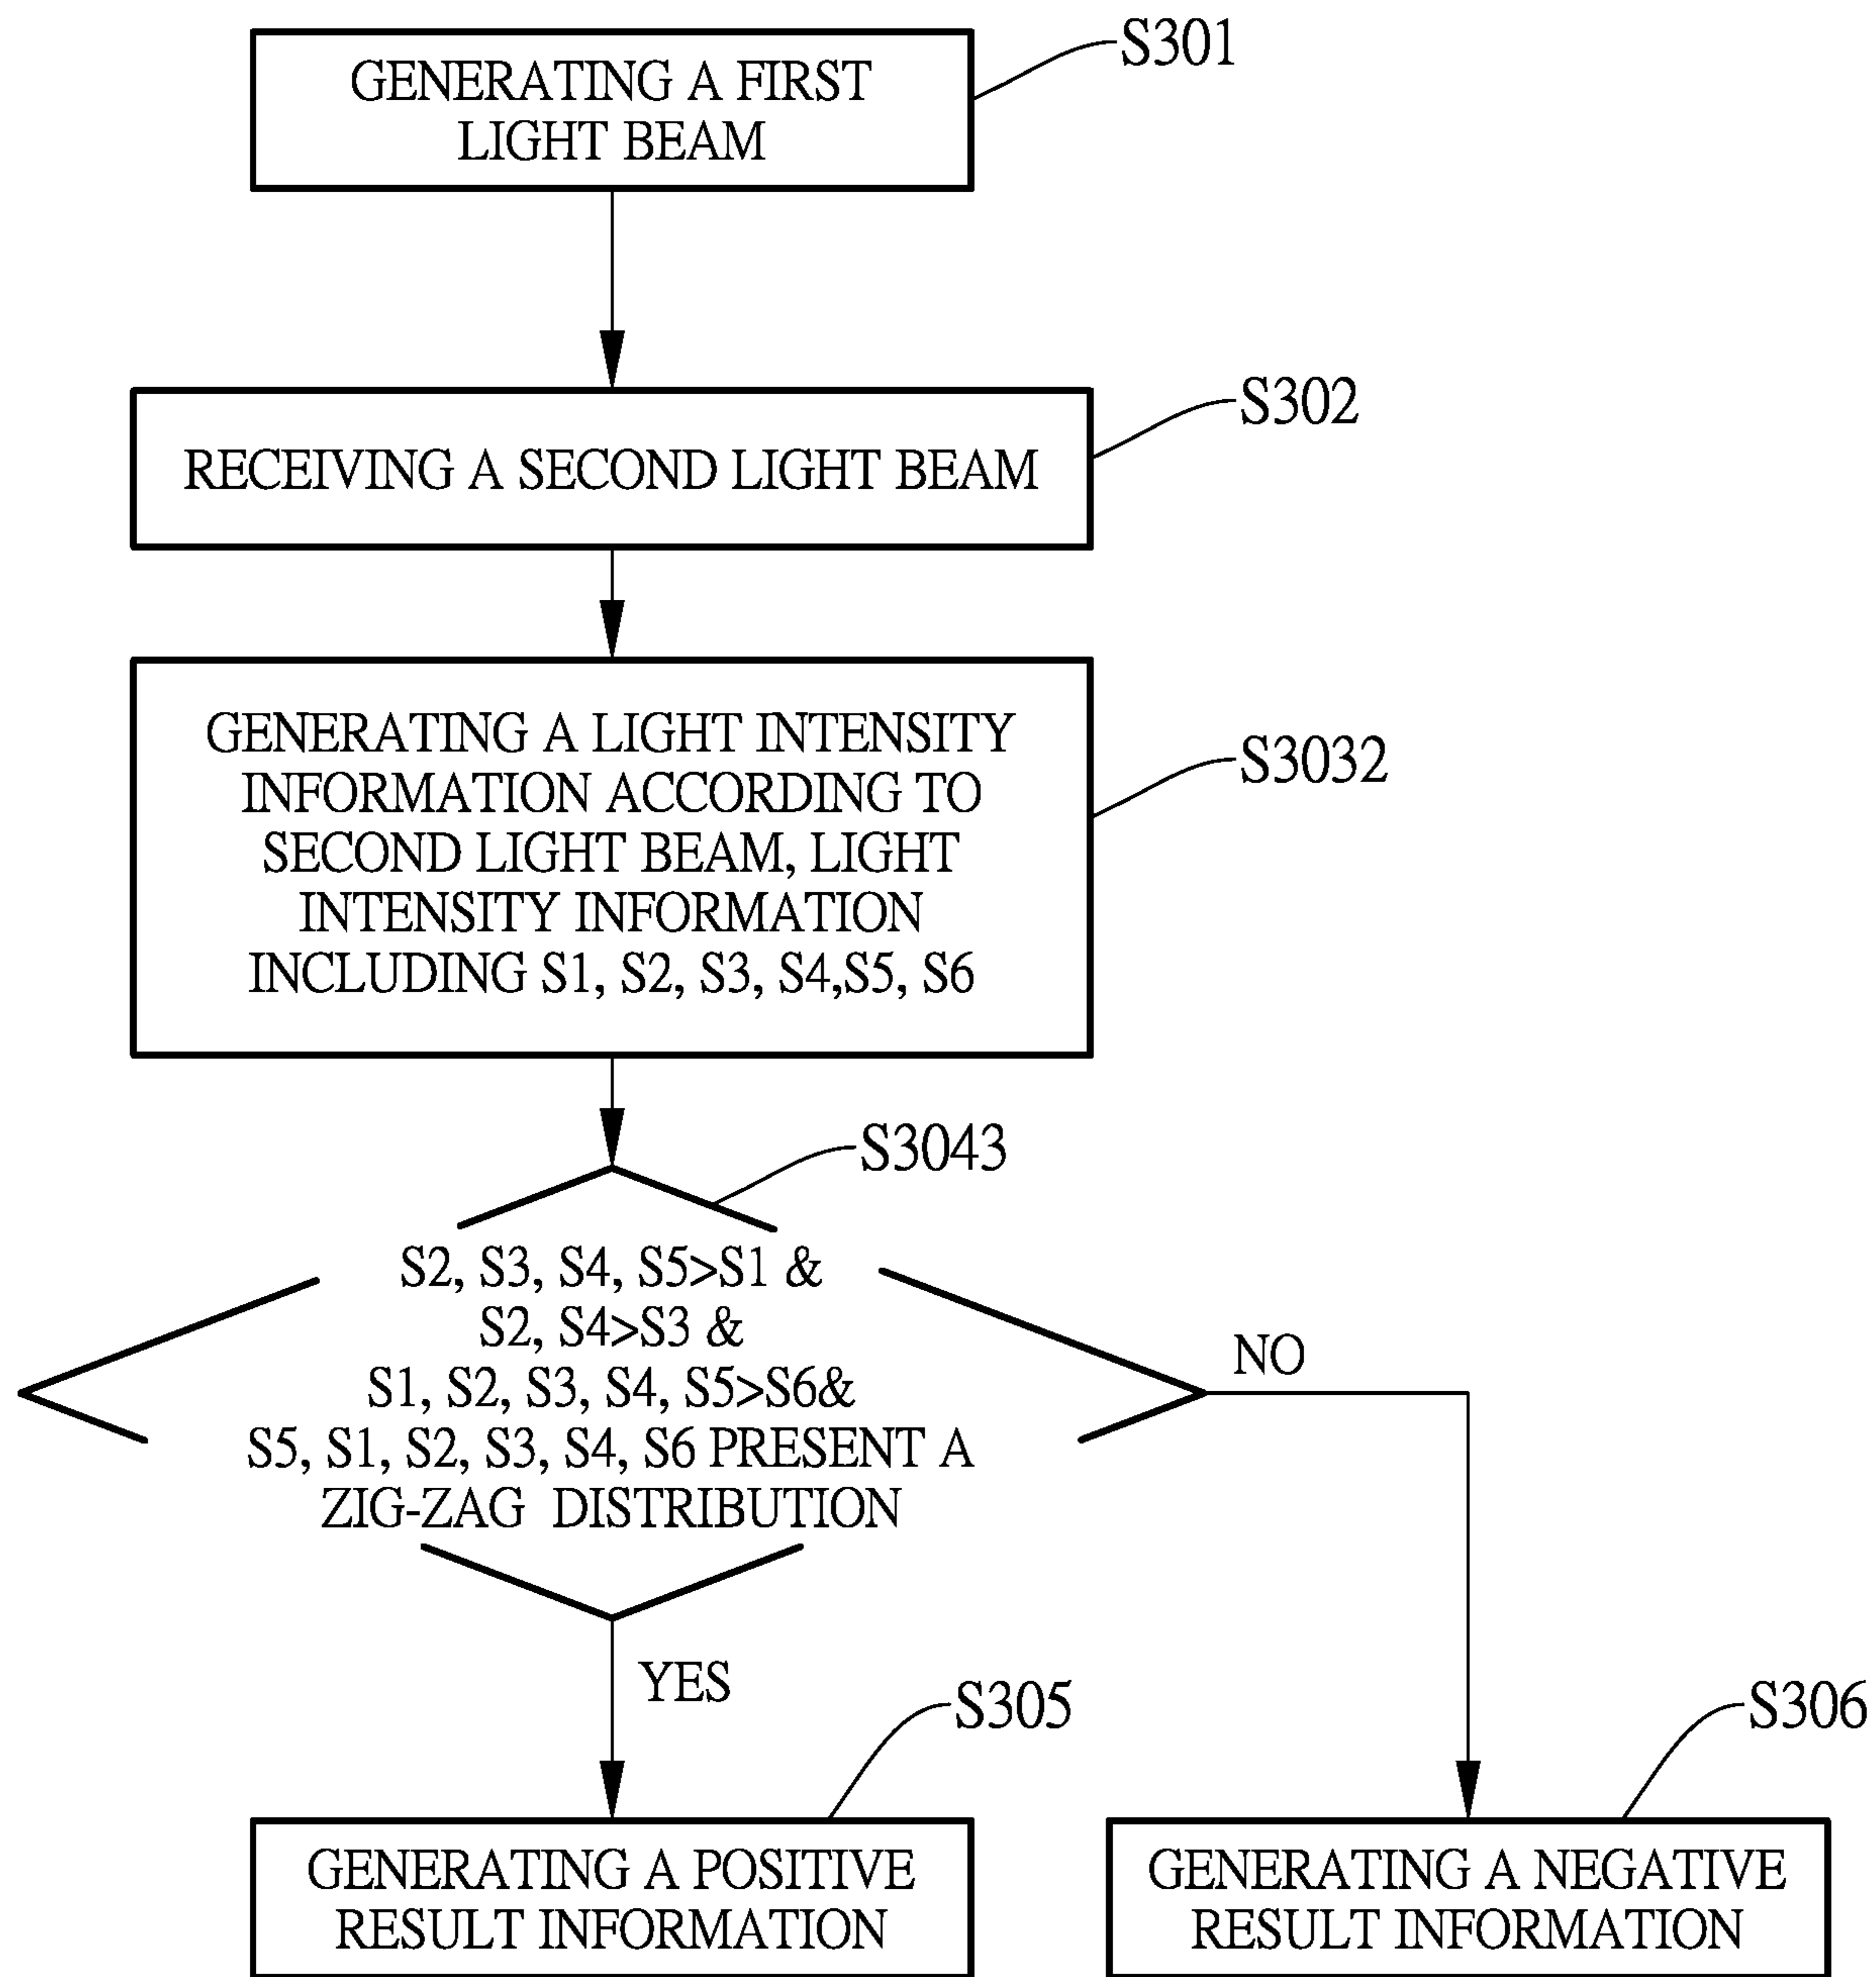 GENERATING A FIRST
LIGHT BEAM
S301
RECEIVING A SECOND LIGHT BEAM
S302
GENERATING A LIGHT INTENSITY
INFORMATION ACCORDING TO
SECOND LIGHT BEAM, LIGHT
INTENSITY INFORMATION
INCLUDING S1, S2, S3, S4,S5, S6
S3032
S3043
S2, S3, S4, S5>S1 &
S2, S4>S3 &
S1, S2, S3, S4, S5>S6&
S5, S1, S2, S3, S4, S6 PRESENT A
ZIG-ZAG DISTRIBUTION
NO
YES
S305
S306
GENERATING A POSITIVE
RESULT INFORMATION
GENERATING A NEGATIVE
RESULT INFORMATION